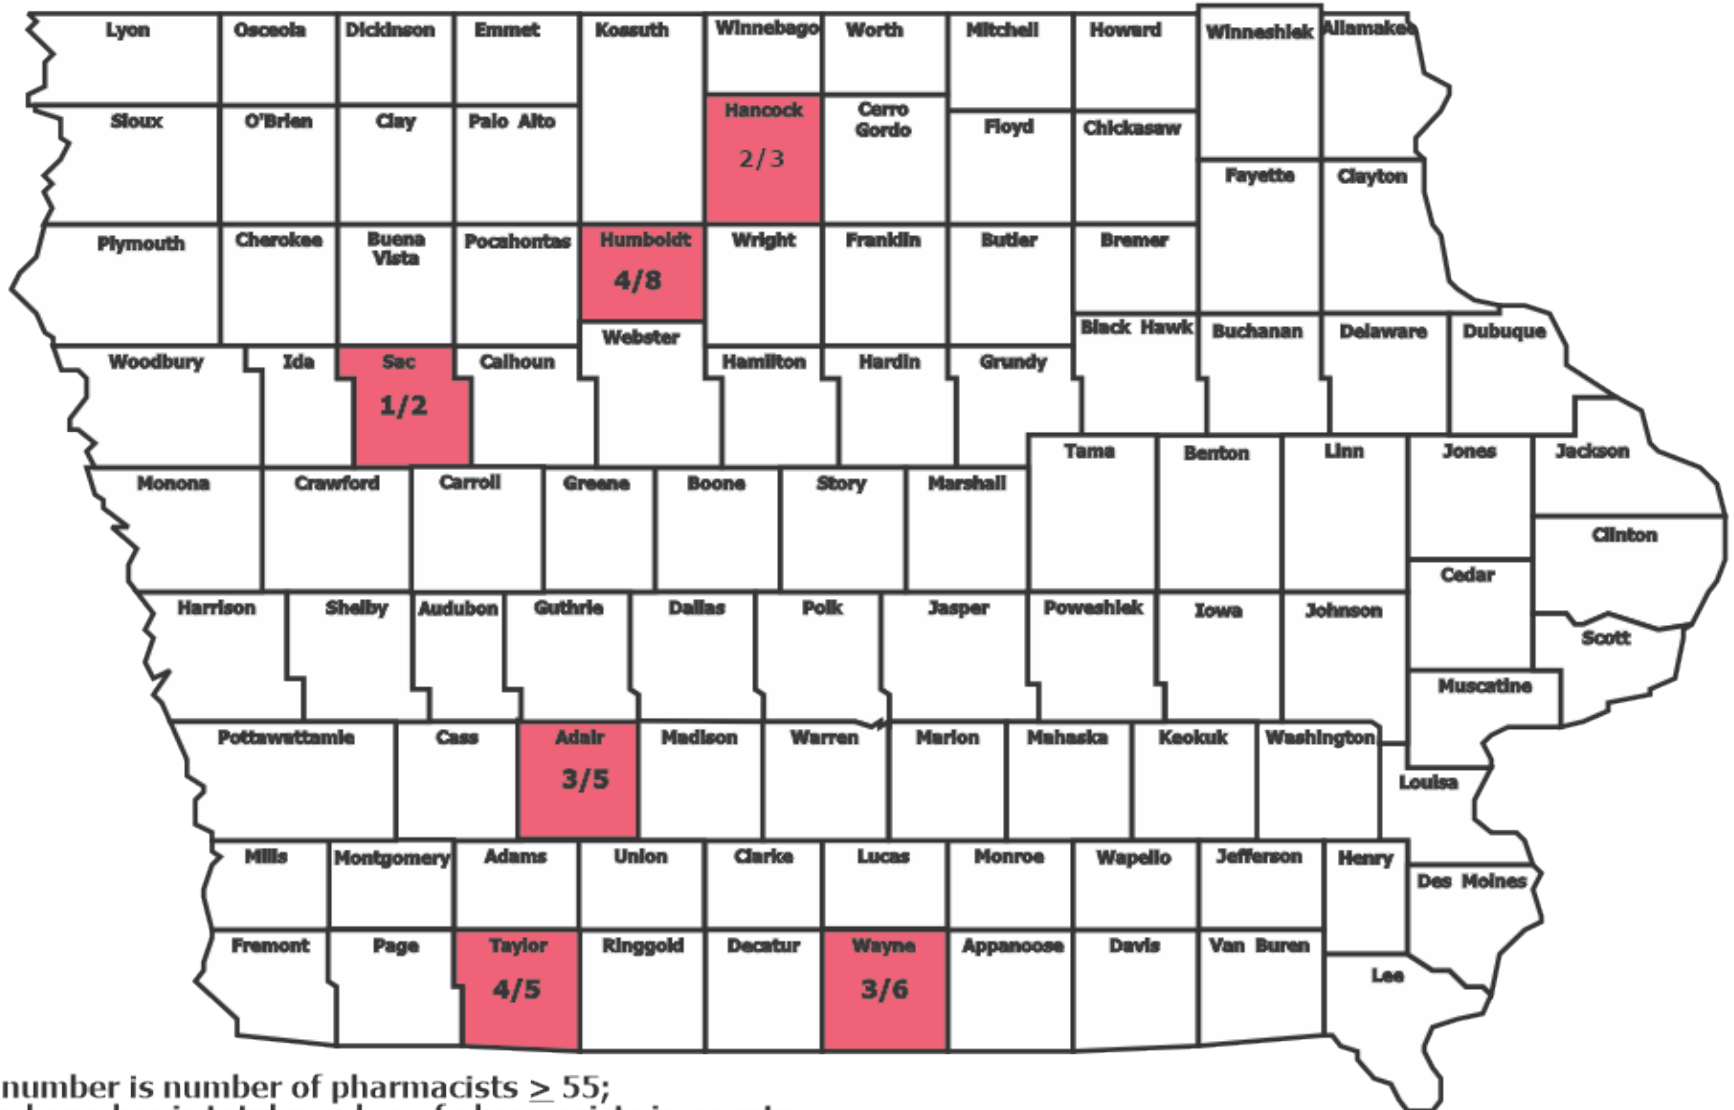 Lyon Osceola Dickinson Emmet Kossuth Winnebago Worth Mitchell Howard Winneshiek Allamakee
Sioux O'Brien Clay Palo Alto Hancock Cerro Gordo Floyd Chickasaw
2/3
Fayette Clayton
Plymouth Cherokee Buena Vista Pocahontas Humboldt Wright Franklin Butler Bremer
4/8
Webster Black Hawk Buchanan Delaware Dubuque
Woodbury Ida Sac Calhoun Hamilton Hardin Grundy
1/2
Tama Benton Linn Jones Jackson
Monona Crawford Carroll Greene Boone Story Marshall
Clinton
Cedar
Harrison Shelby Audubon Guthrie Dallas Polk Jasper Poweshiek Iowa Johnson
Scott
Muscatine
Pottawattamie Cass Adair Madison Warren Marion Mahaska Keokuk Washington
3/5
Louisa
Mills Montgomery Adams Union Clarke Lucas Monroe Wapello Jefferson Henry
Des Moines
Fremont Page Taylor Ringgold Decatur Wayne Appanoose Davis Van Buren
Lee
4/5 3/6
number is number of pharmacists ≥ 55;